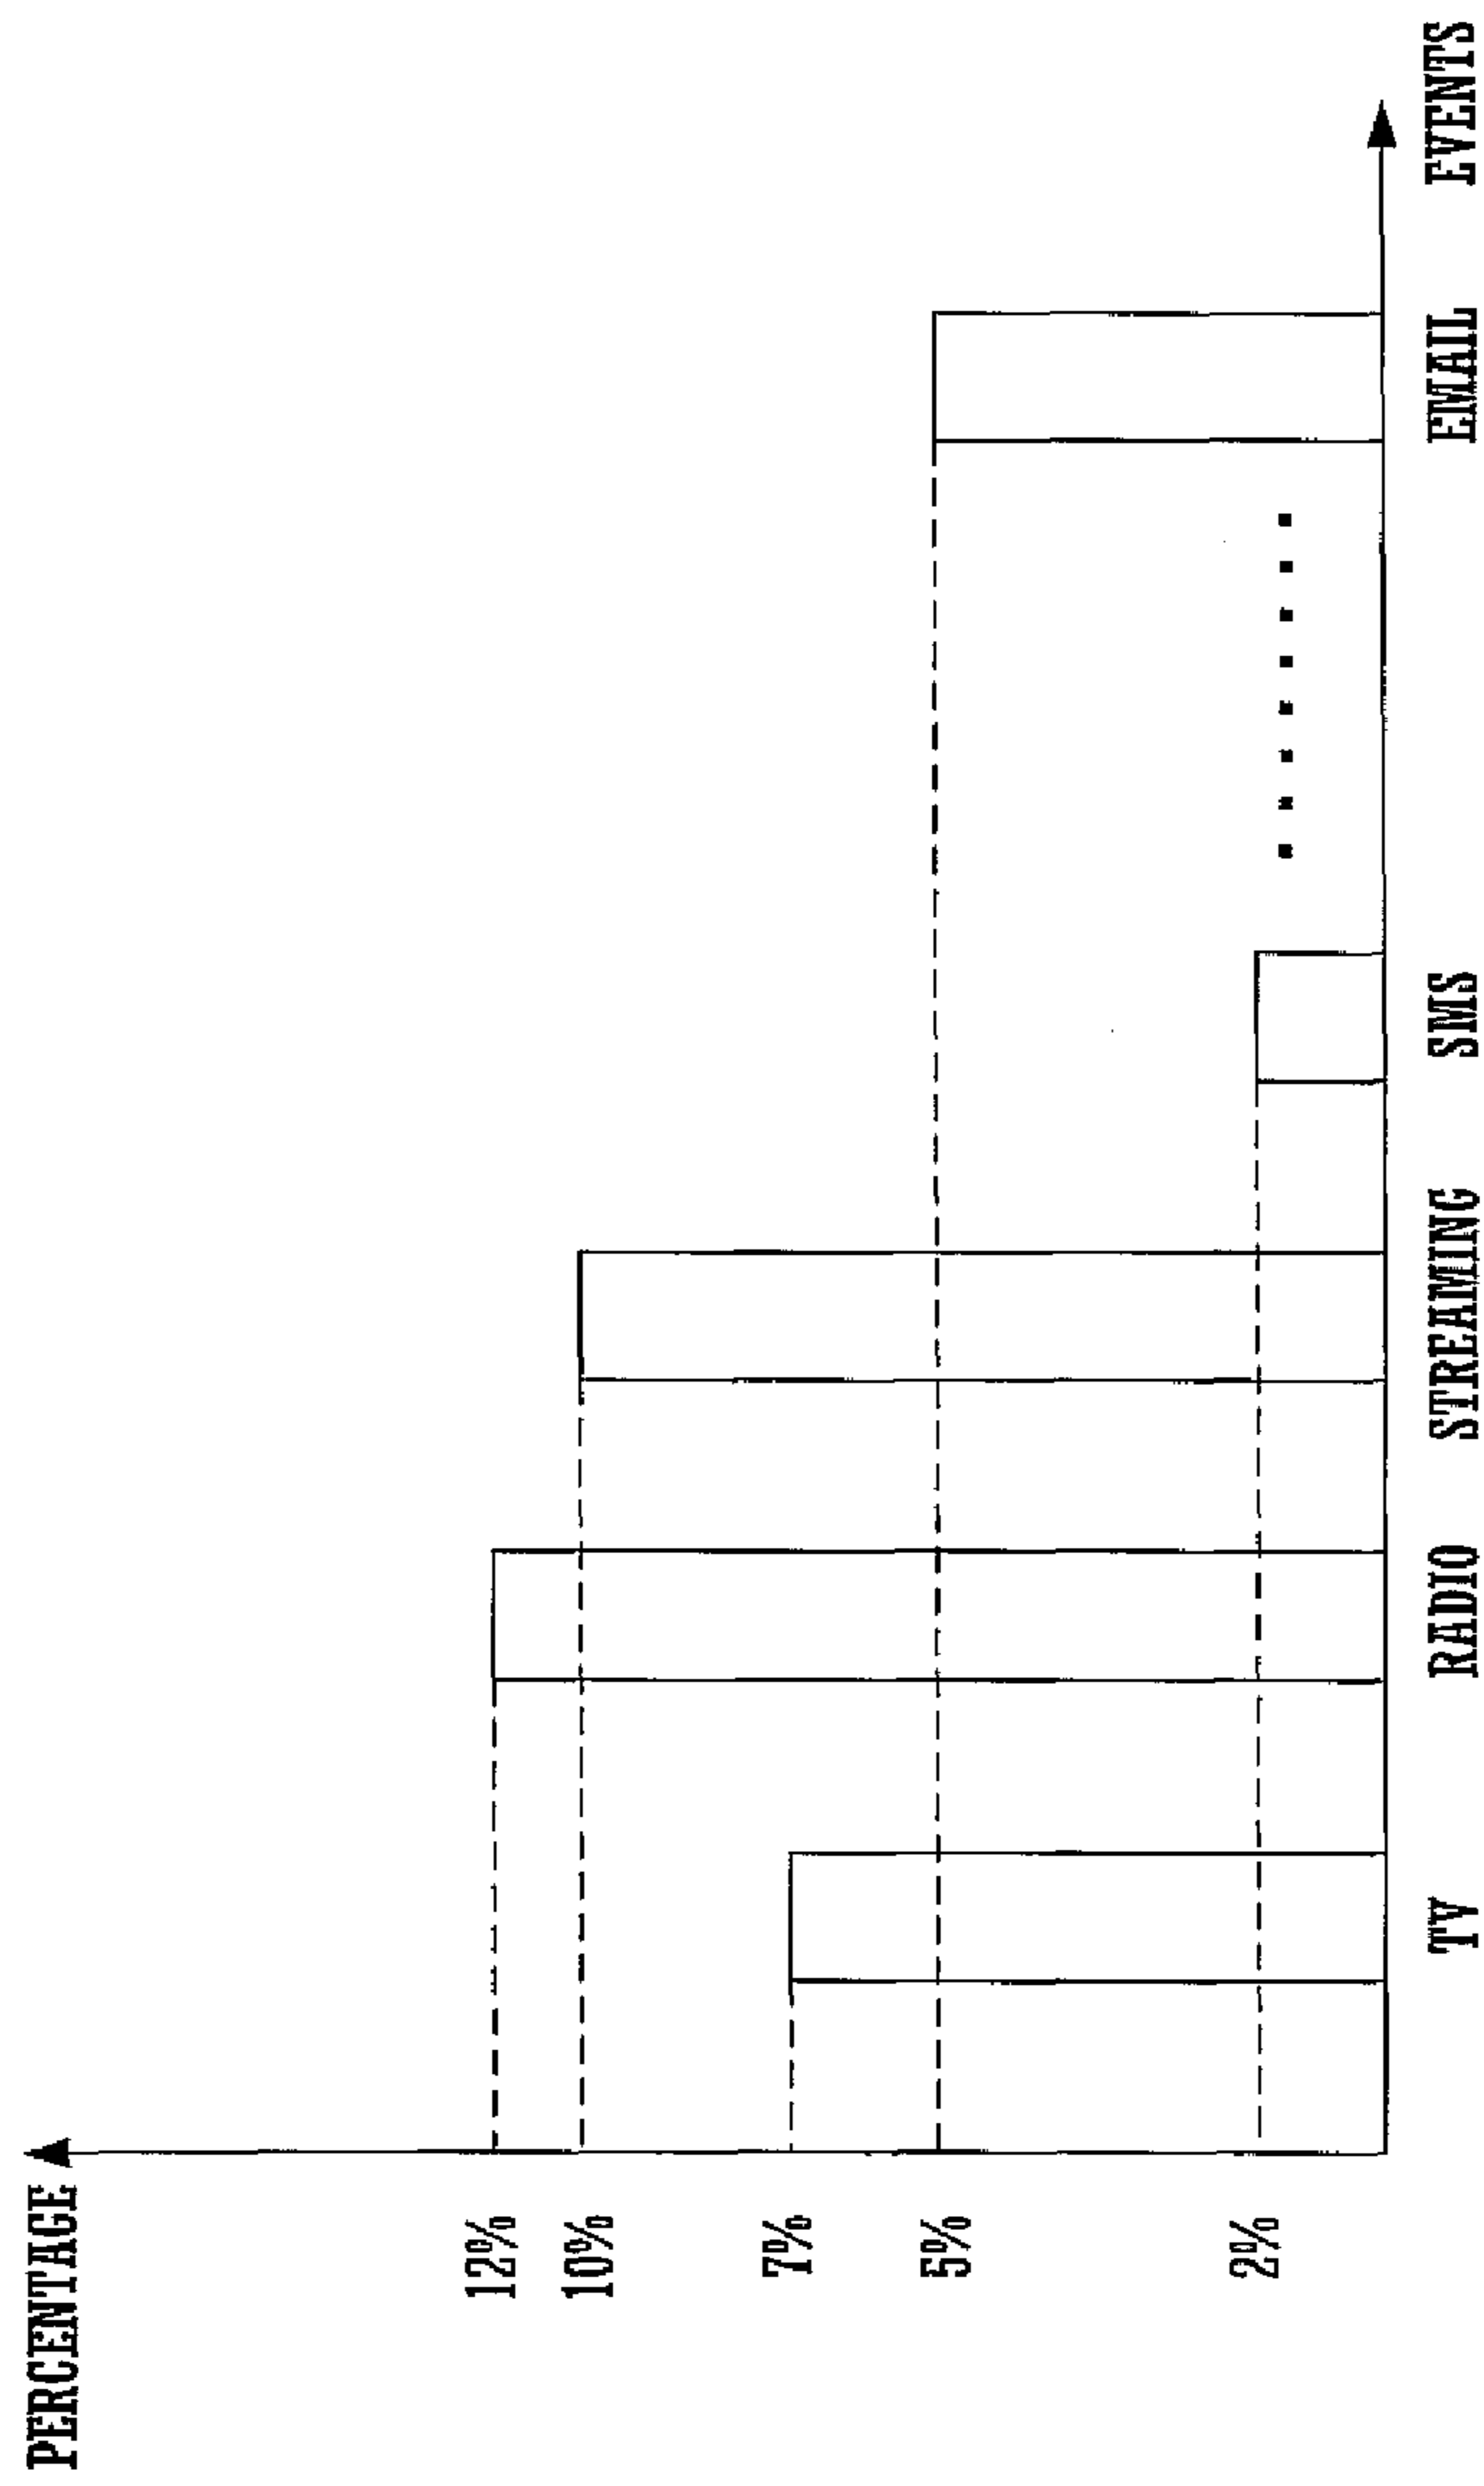 PERCENTAGE
12%
10%
7%
5%
2%
TV
RADIO
STREAMING
SMS
EMAIL
EVENTS